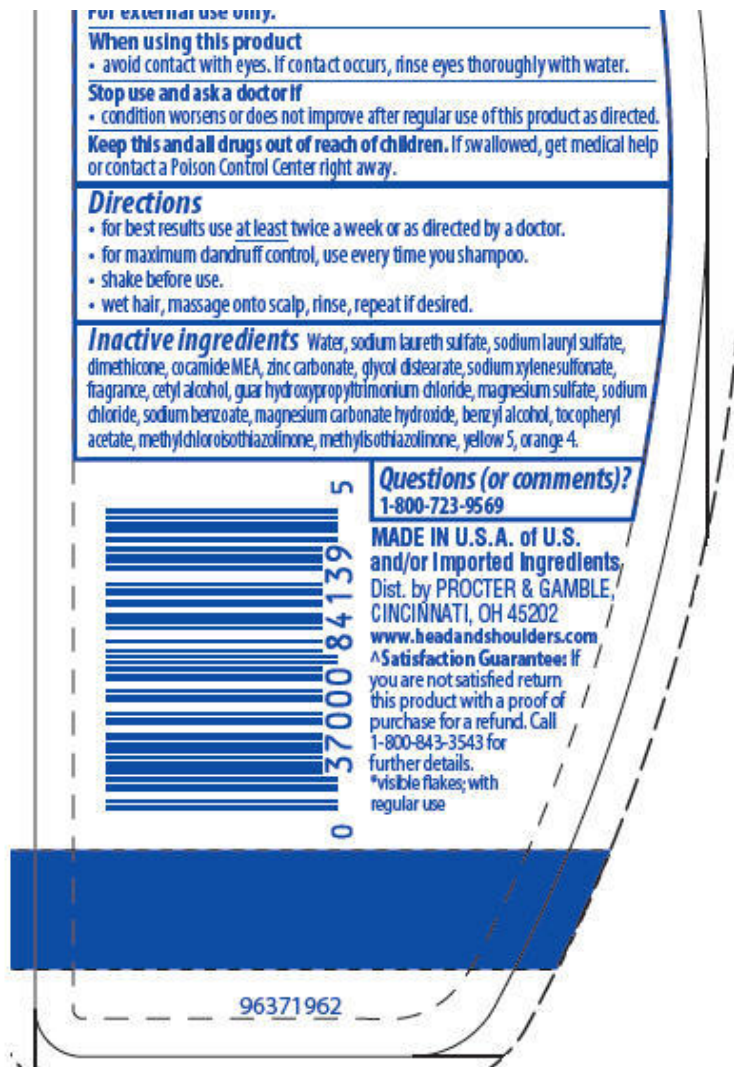 For external use only.
When using this product
• avoid contact with eyes. If contact occurs, rinse eyes thoroughly with water.
Stop use and ask a doctor if
• condition worsens or does not improve after regular use of this product as directed.
Keep this and all drugs out of reach of children. If swallowed, get medical help
or contact a Poison Control Center right away.
Directions
• for best results use at least twice a week or as directed by a doctor.
• for maximum dandruff control, use every time you shampoo.
• shake before use.
• wet hair, massage onto scalp, rinse, repeat if desired.
Inactive ingredients Water, sodium laureth sulfate, sodium lauryl sulfate,
dimethicone, cocamide MEA, zinc carbonate, glycol distearate, sodium xylenesulfonate,
fragrance, cetyl alcohol, guar hydroxypropyltrimonium chloride, magnesium sulfate, sodium
chloride, sodium benzoate, magnesium carbonate hydroxide, benzyl alcohol, tocopheryl
acetate, methylchloroisothiazolinone, methylisothiazolinone, yellow 5, orange 4.
Questions (or comments)?
1-800-723-9569
MADE IN U.S.A. of U.S.
and/or Imported Ingredients
Dist. by PROCTER & GAMBLE,
CINCINNATI, OH 45202
www.headandshoulders.com
^Satisfaction Guarantee: If
you are not satisfied return
this product with a proof of
purchase for a refund. Call
1-800-843-3543 for
further details.
*visible flakes; with
regular use
0 37000 84139 5
96371962